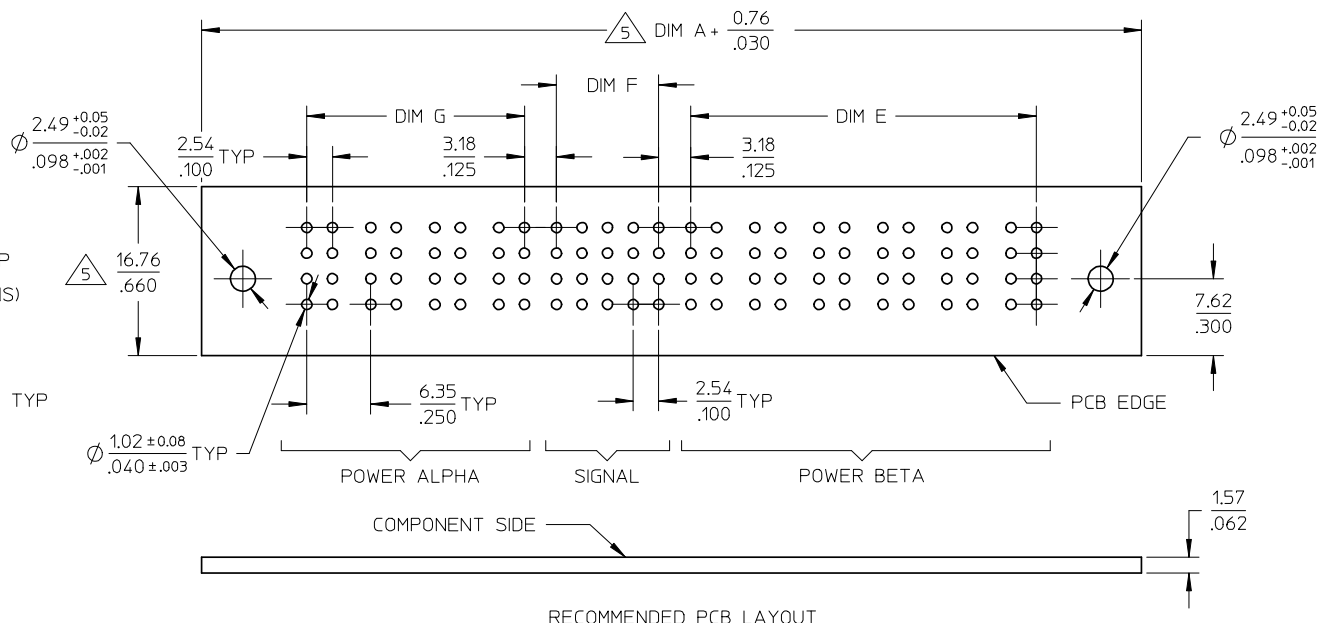 5 DIM A + 0.76
.030
DIM F
DIM G
DIM E
Ø 2.49 +0.05 -0.02
.098 +.002 -.001
2.54 TYP
.100
3.18
.125
3.18
.125
Ø 2.49 +0.05 -0.02
.098 +.002 -.001
P
IS)
5 16.76
.660
7.62
.300
TYP
6.35 TYP
.250
2.54 TYP
.100
PCB EDGE
Ø 1.02 ±0.08 TYP
.040 ±.003
POWER ALPHA
SIGNAL
POWER BETA
COMPONENT SIDE
1.57
.062
RECOMMENDED PCB LAYOUT